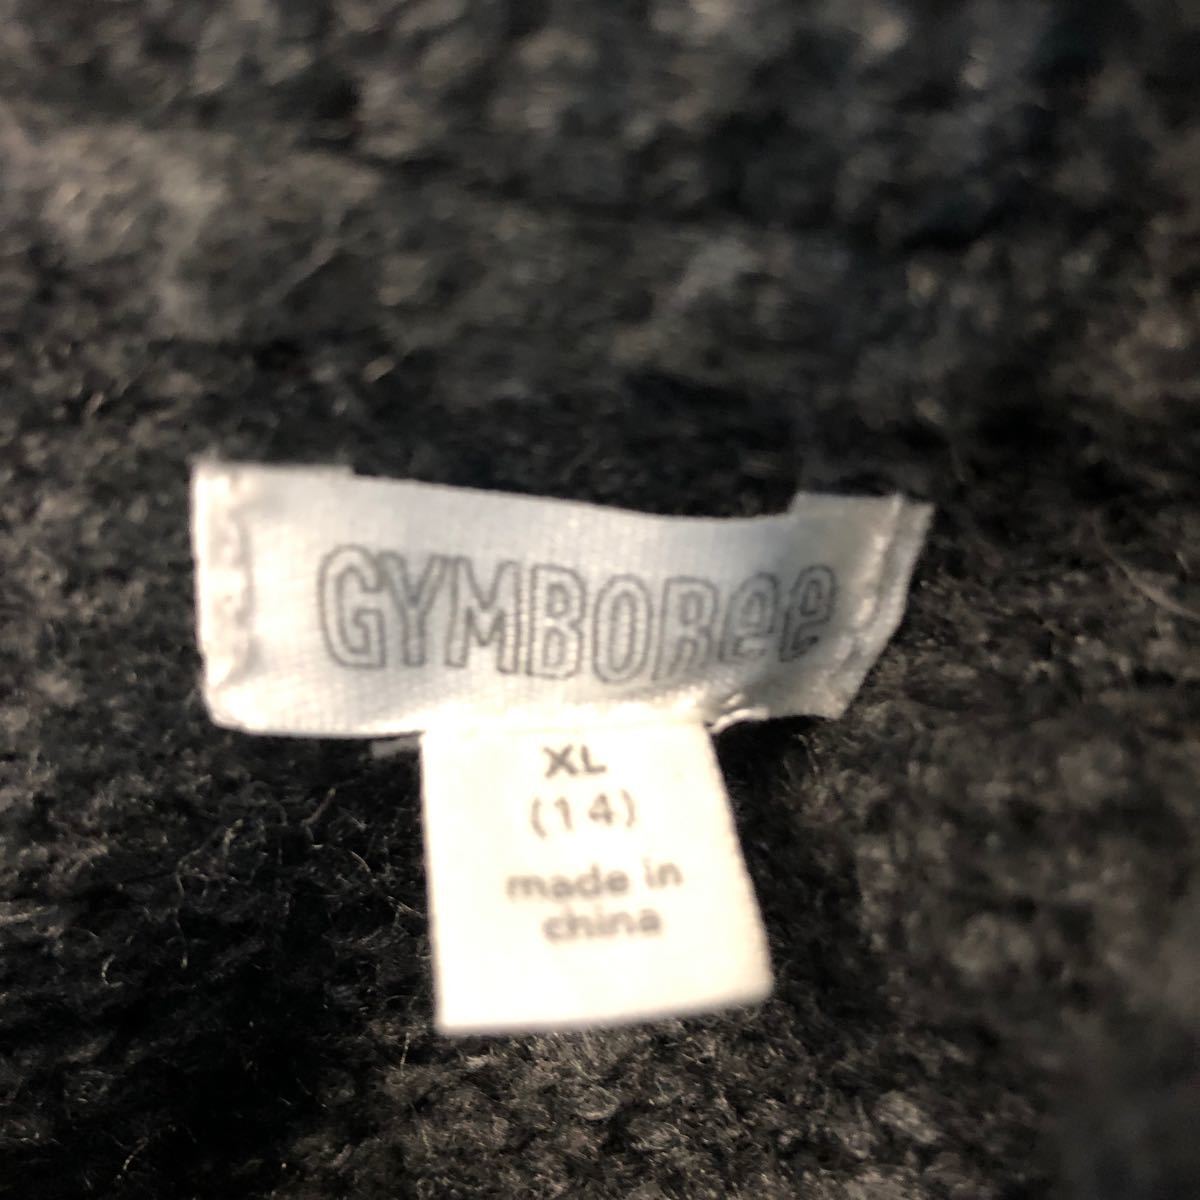 GYMBORee
XL
(14)
made in
china